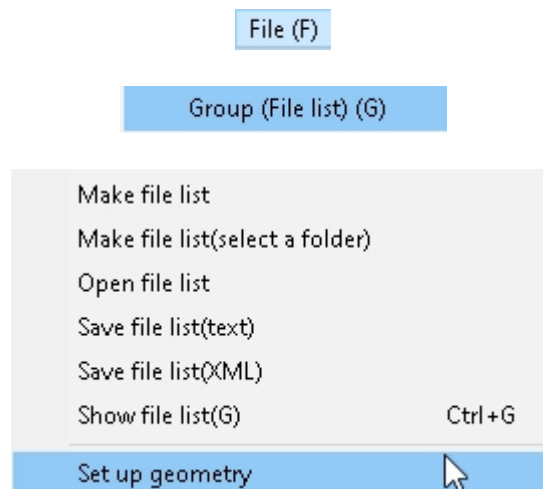 File (F)
Group (File list) (G)
Make file list
Make file list(select a folder)
Open file list
Save file list(text)
Save file list(XML)
Show file list(G) Ctrl+G
Set up geometry